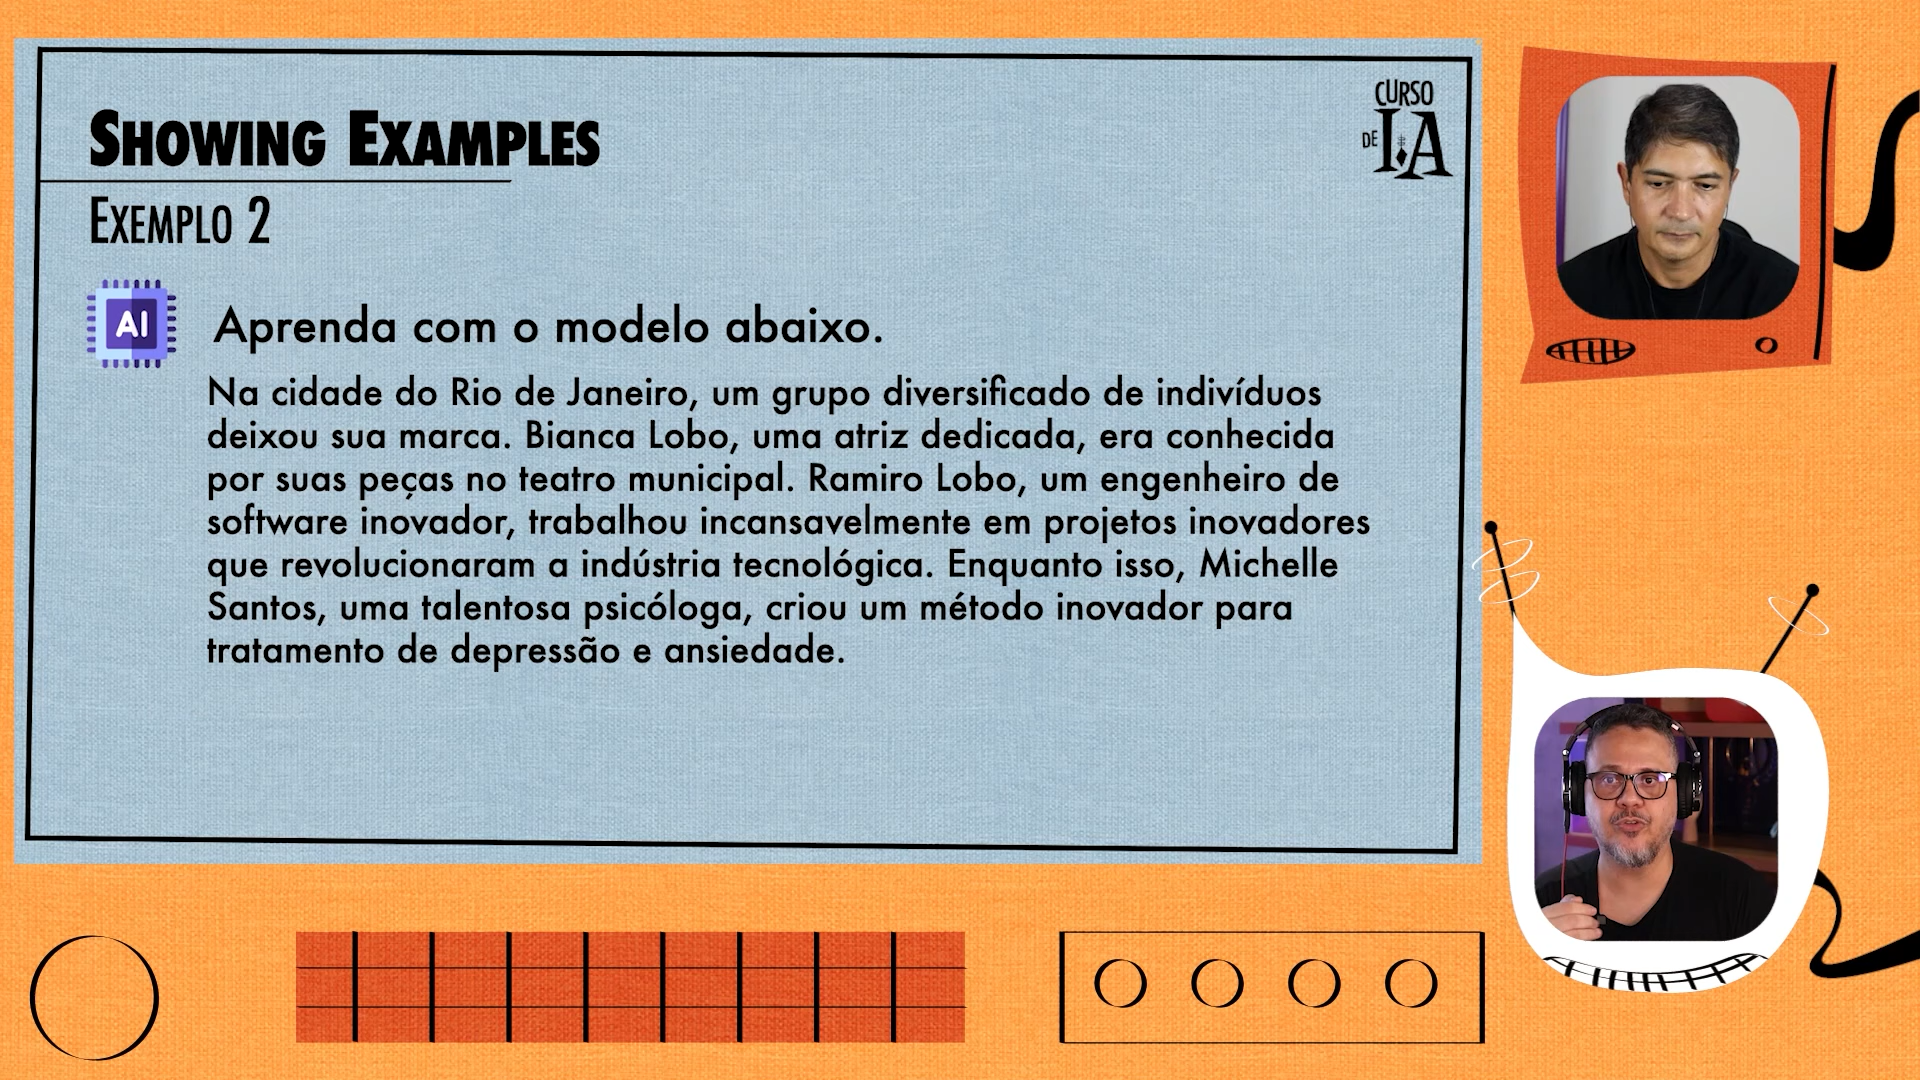 SHOWING EXAMPLES
CURSO
DE IA
EXEMPLO 2
AI
Aprenda com o modelo abaixo.
Na cidade do Rio de Janeiro, um grupo diversificado de indivíduos
deixou sua marca. Bianca Lobo, uma atriz dedicada, era conhecida
por suas peças no teatro municipal. Ramiro Lobo, um engenheiro de
software inovador, trabalhou incansavelmente em projetos inovadores
que revolucionaram a indústria tecnológica. Enquanto isso, Michelle
Santos, uma talentosa psicóloga, criou um método inovador para
tratamento de depressão e ansiedade.